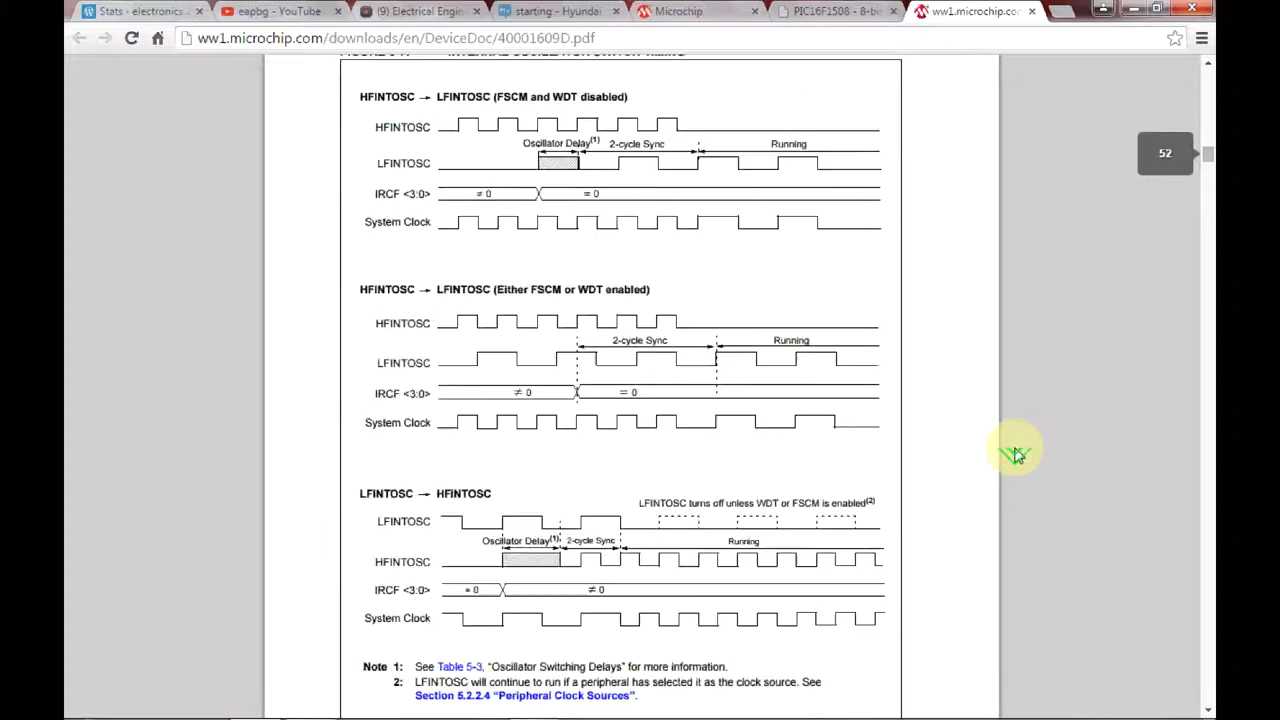 Stats - electronics
eapbg - YouTube
(9) Electrical Engin
starting - Hyundai
Microchip
PIC16F1508 - 8-bi
ww1.microchip.co
ww1.microchip.com/downloads/en/DeviceDoc/40001609D.pdf
52
HFINTOSC → LFINTOSC (FSCM and WDT disabled)
HFINTOSC
Oscillator Delay(1) 2-cycle Sync Running
LFINTOSC
IRCF <3:0> ≠ 0 = 0
System Clock
HFINTOSC → LFINTOSC (Either FSCM or WDT enabled)
HFINTOSC
2-cycle Sync Running
LFINTOSC
IRCF <3:0> ≠ 0 = 0
System Clock
LFINTOSC → HFINTOSC
LFINTOSC turns off unless WDT or FSCM is enabled(2)
LFINTOSC
Oscillator Delay(1) 2-cycle Sync Running
HFINTOSC
IRCF <3:0> = 0 ≠ 0
System Clock
Note 1: See Table 5-3, “Oscillator Switching Delays” for more information.
2: LFINTOSC will continue to run if a peripheral has selected it as the clock source. See
Section 5.2.2.4 “Peripheral Clock Sources”.